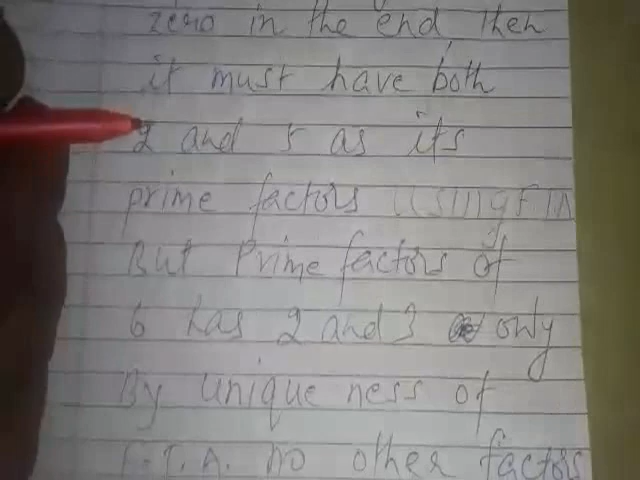 zero in the end, then
it must have both
2 and 5 as its
prime factors using
But Prime factors of
6 has 2 and 3 only
By unique ness of
F.T.A. no other factors